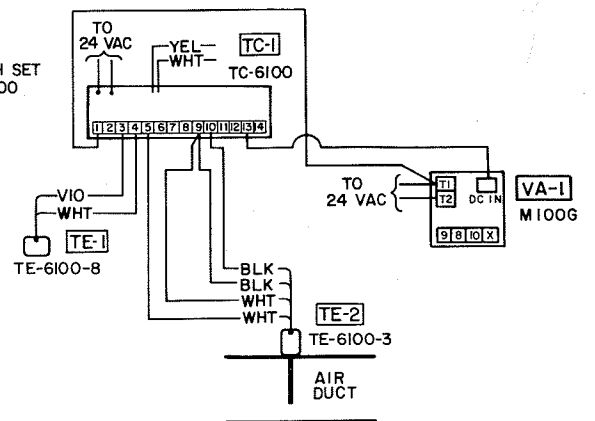 TO
24 VAC
YEL
WHT
TC-1
TC-6100
H SET
00
1 2 3 4 5 6 7 8 9 10 11 12 13 14
VIO
WHT
TE-1
TE-6100-8
TO
24 VAC
T1
T2
DC IN
VA-1
M100G
9 8 10 X
BLK
BLK
WHT
WHT
TE-2
TE-6100-3
AIR
DUCT